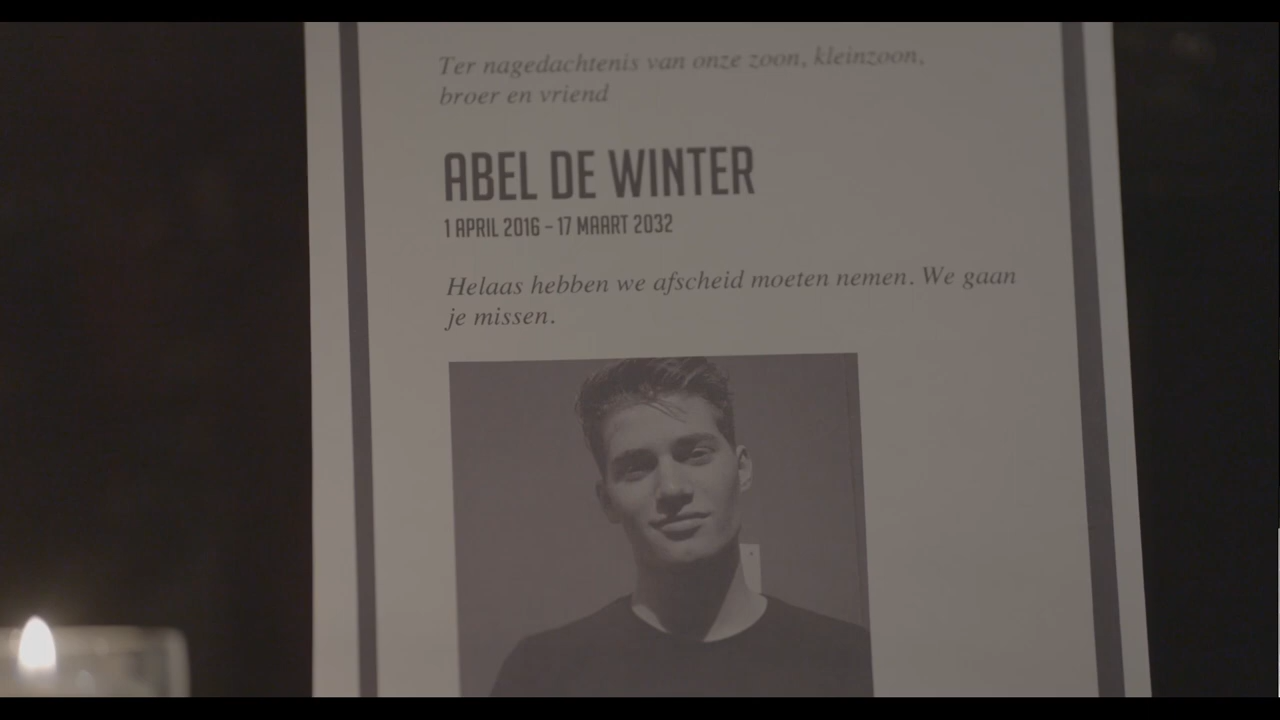 Ter nagedachtenis van onze zoon, kleinzoon,
broer en vriend
ABEL DE WINTER
1 APRIL 2016 – 17 MAART 2032
Helaas hebben we afscheid moeten nemen. We gaan
je missen.